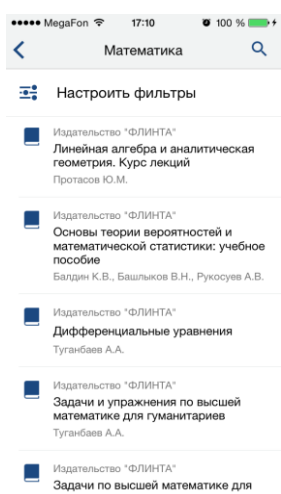 MegaFon 17:10 100 %
Математика
Настроить фильтры
Издательство "ФЛИНТА"
Линейная алгебра и аналитическая
геометрия. Курс лекций
Протасов Ю.М.
Издательство "ФЛИНТА"
Основы теории вероятностей и
математической статистики: учебное
пособие
Балдин К.В., Башлыков В.Н., Рукосуев А.В.
Издательство "ФЛИНТА"
Дифференциальные уравнения
Туганбаев А.А.
Издательство "ФЛИНТА"
Задачи и упражнения по высшей
математике для гуманитариев
Туганбаев А.А.
Издательство "ФЛИНТА"
Задачи по высшей математике для